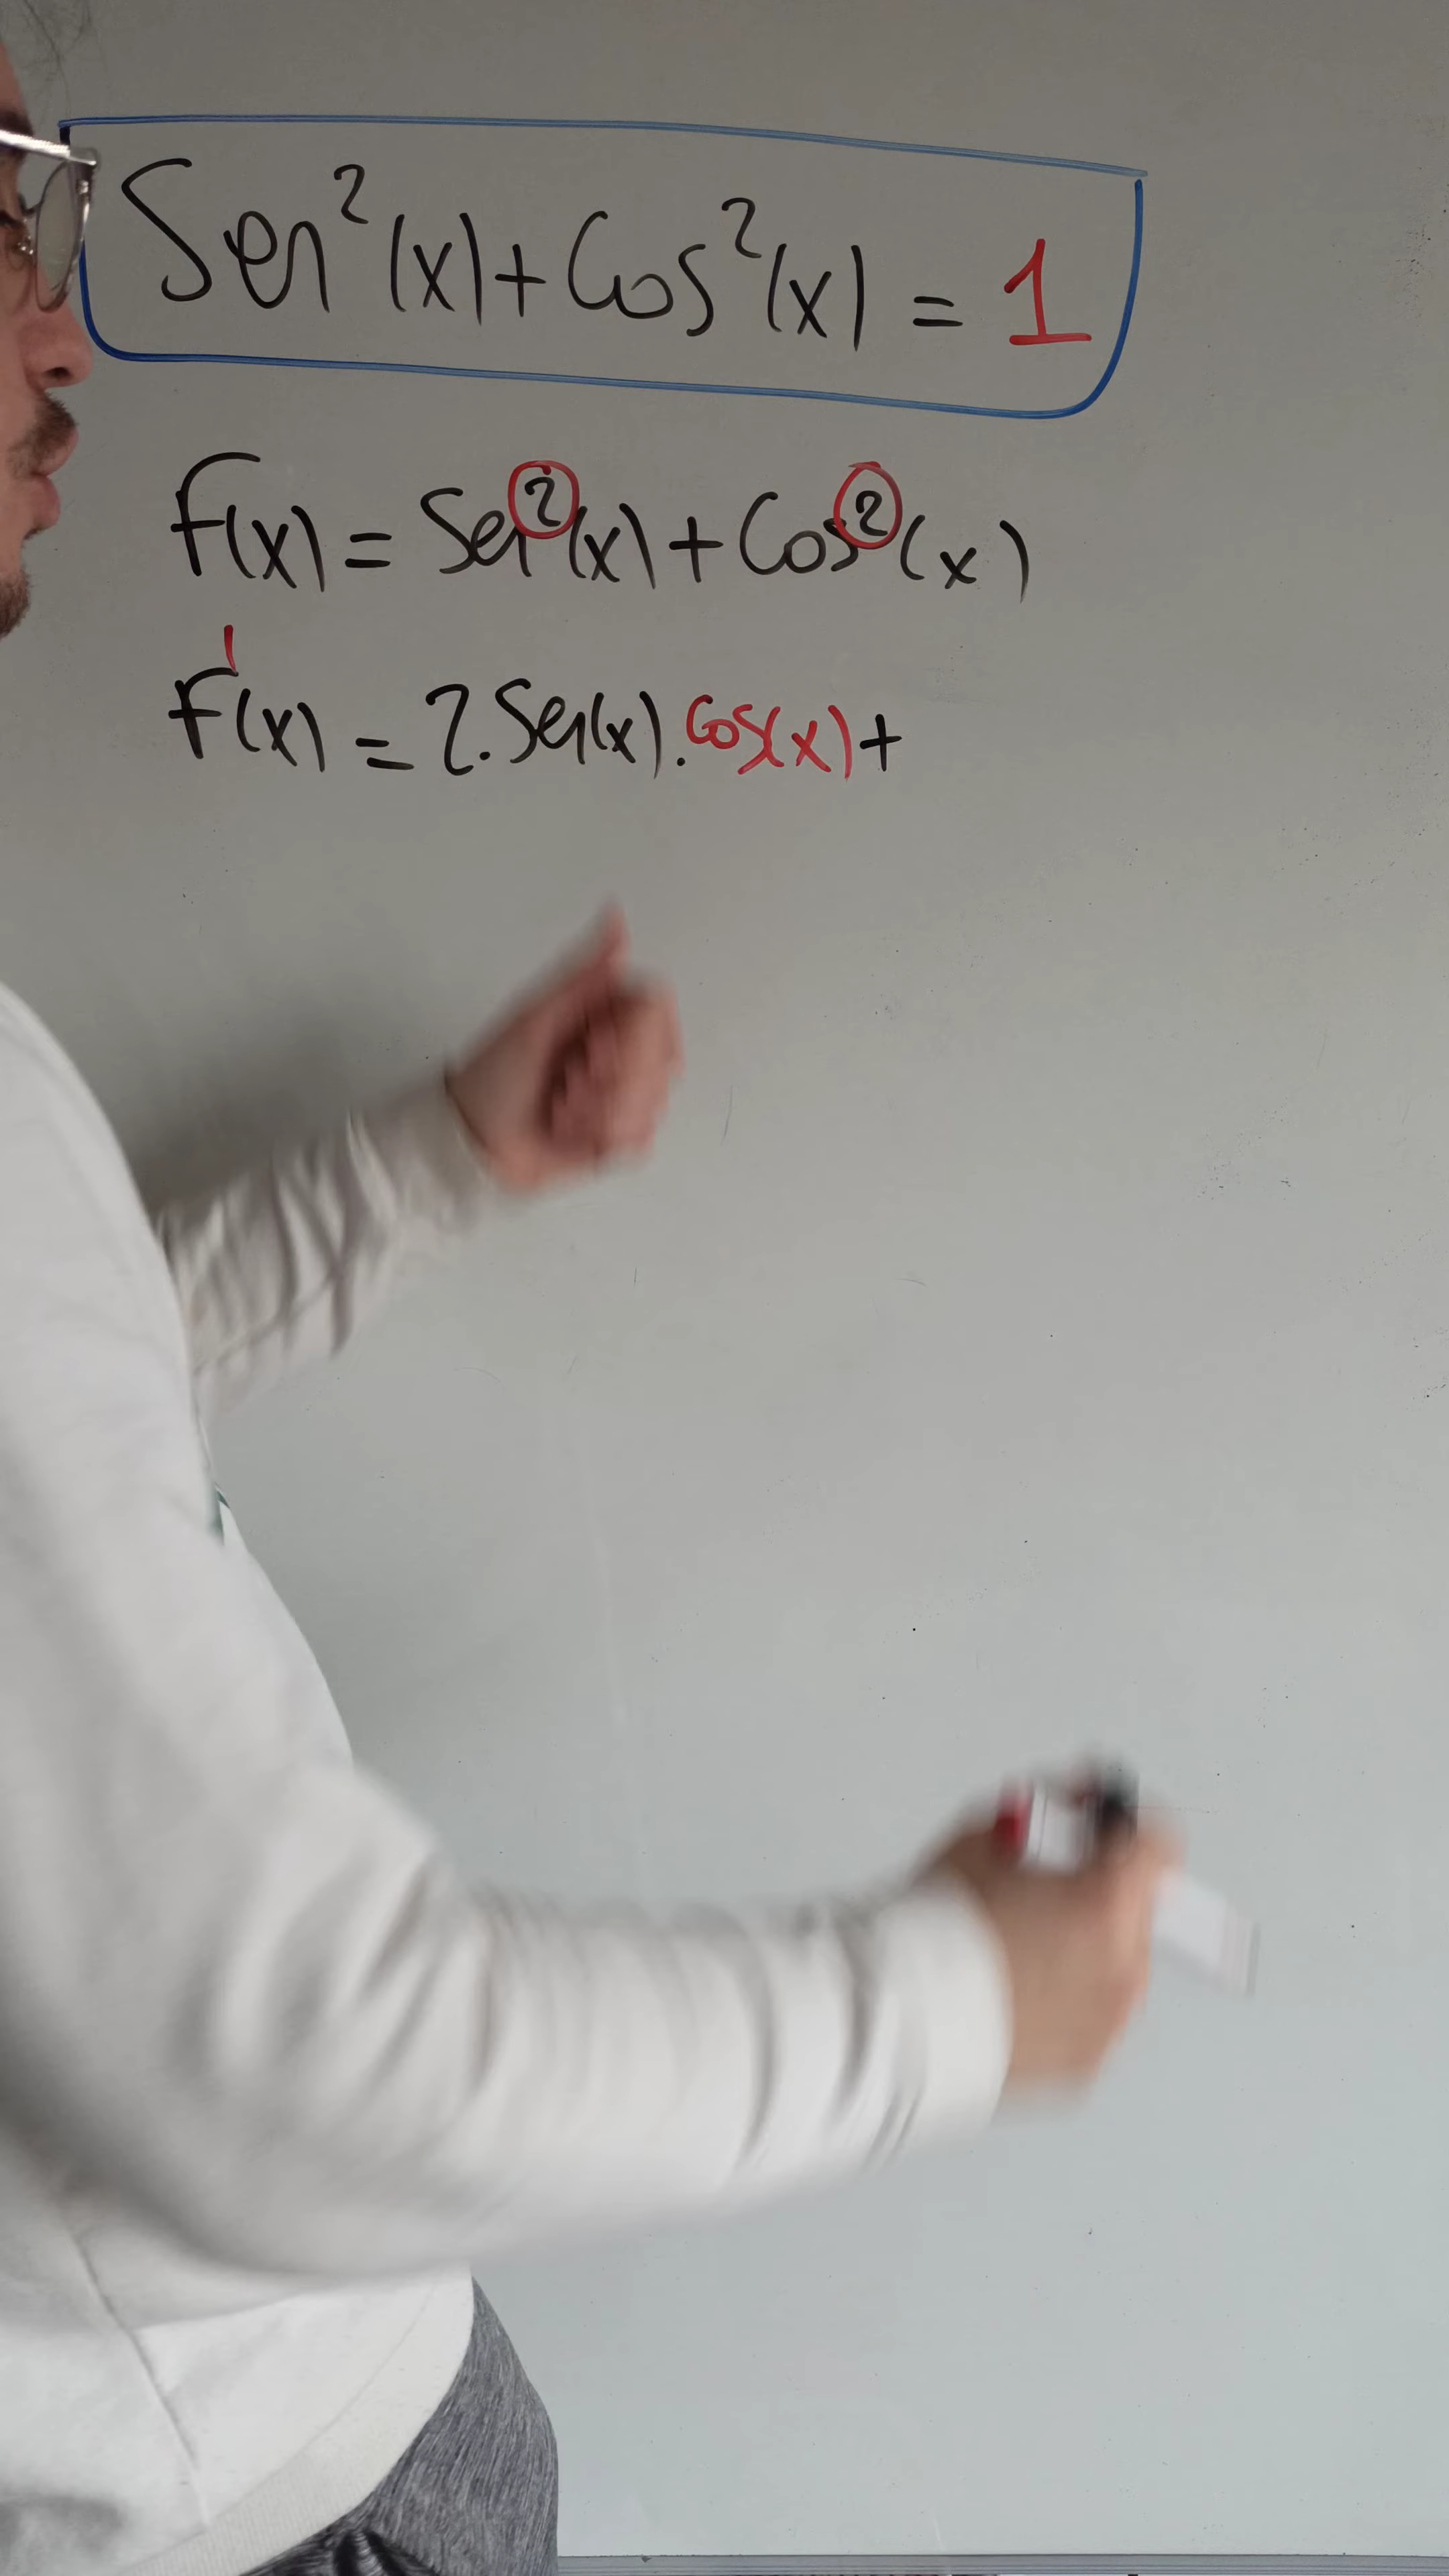 Sen²(x)+Cos²(x) = 1
F(x) = Sen²(x) + Cos²(x)
F'(x) = 2.Sen(x).cos(x)+